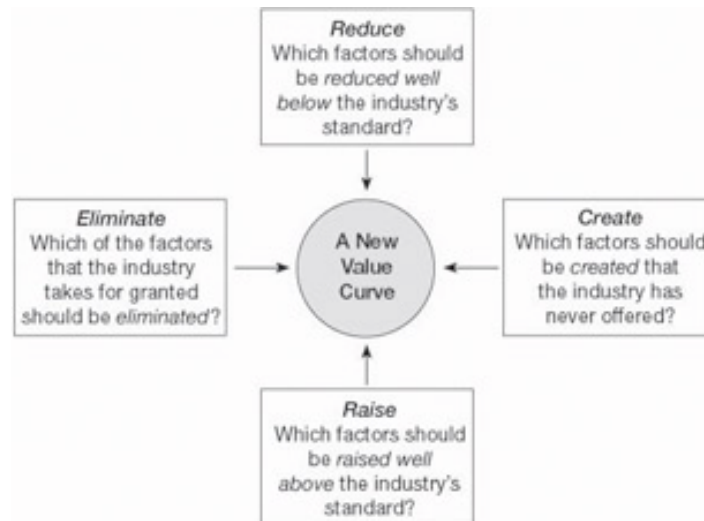 Reduce
Which factors should
be reduced well
below the industry's
standard?
Eliminate
Which of the factors
that the industry
takes for granted
should be eliminated?
A New
Value
Curve
Create
Which factors should
be created that
the industry has
never offered?
Raise
Which factors should
be raised well
above the industry's
standard?